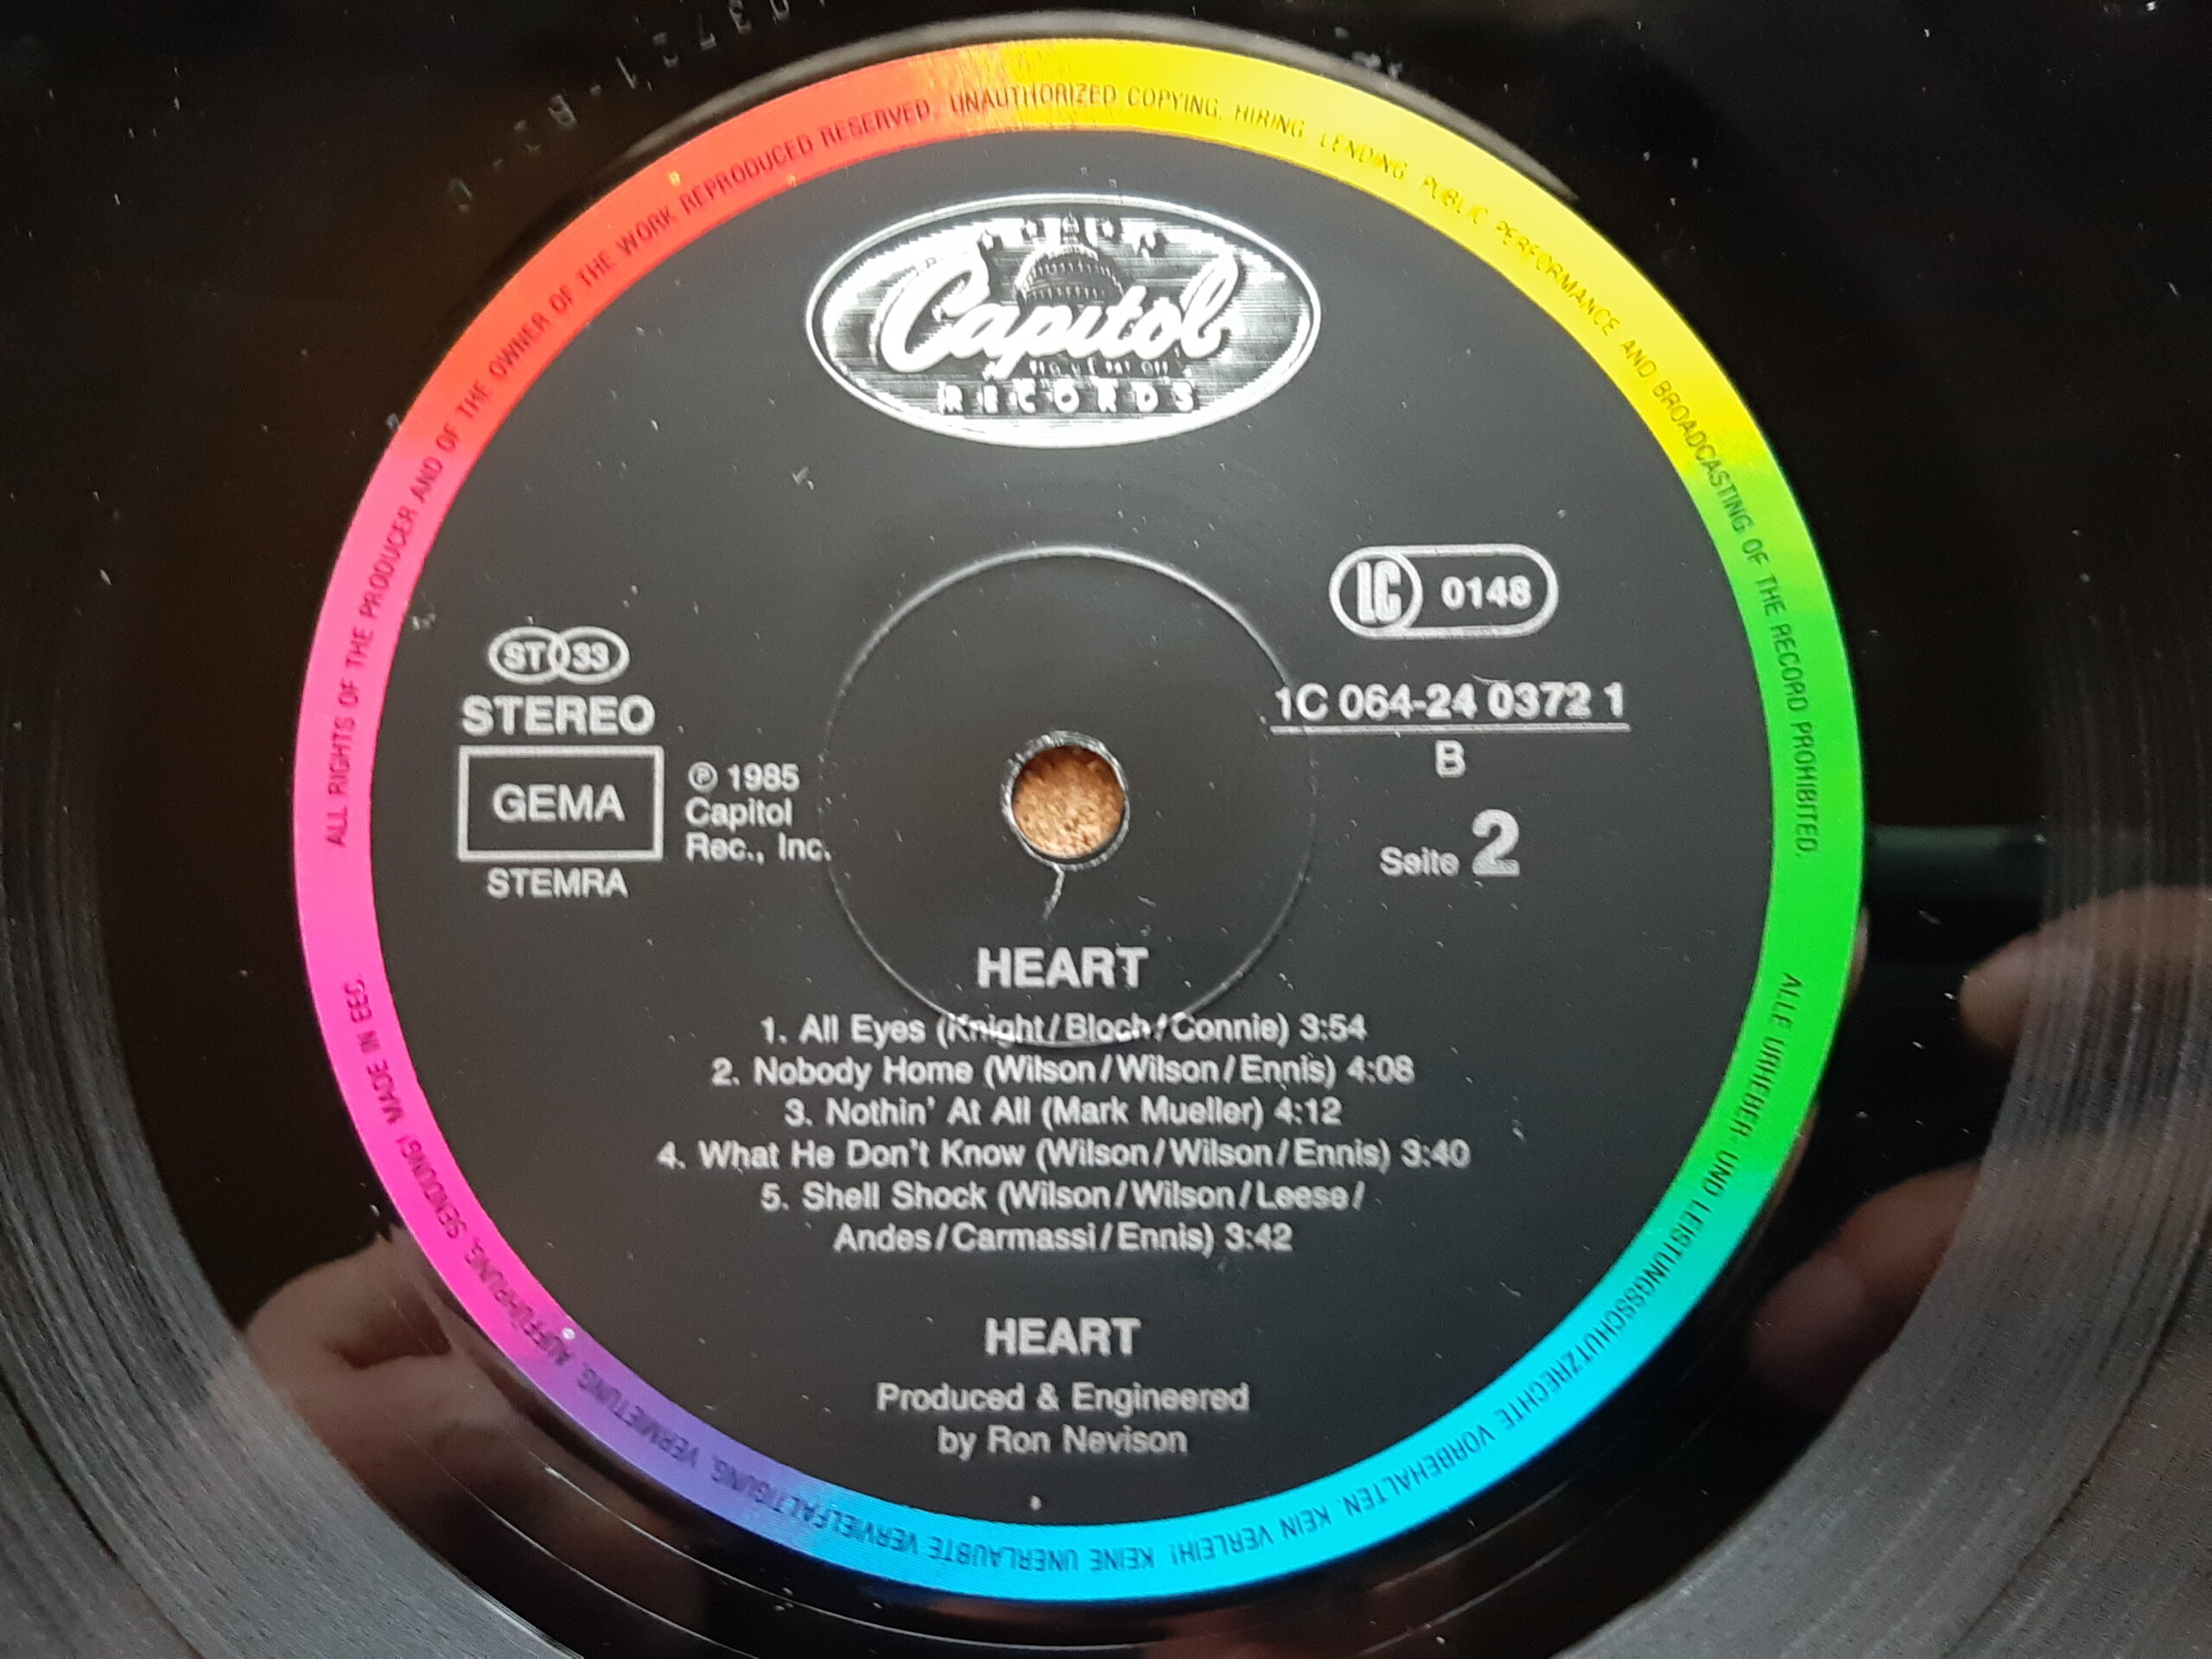 ALL RIGHTS OF THE PRODUCER AND OF THE OWNER OF THE WORK REPRODUCED RESERVED. UNAUTHORIZED COPYING, HIRING, LENDING, PUBLIC PERFORMANCE AND BROADCASTING OF THE RECORD PROHIBITED.
Capitol
RECORDS
LC 0148
ST 33
STEREO
GEMA
STEMRA
℗ 1985
Capitol
Rec., Inc.
1C 064-24 0372 1
B
Seite 2
HEART
1. All Eyes (Knight/Bloch/Connie) 3:54
2. Nobody Home (Wilson/Wilson/Ennis) 4:08
3. Nothin' At All (Mark Mueller) 4:12
4. What He Don't Know (Wilson/Wilson/Ennis) 3:40
5. Shell Shock (Wilson/Wilson/Leese/
Andes/Carmassi/Ennis) 3:42
HEART
Produced & Engineered
by Ron Nevison
ALLE URHEBER- UND LEISTUNGSSCHUTZRECHTE VORBEHALTEN. KEIN VERLEIH! KEINE UNERLAUBTE VERVIELFÄLTIGUNG, VERMIETUNG, AUFFÜHRUNG, SENDUNG! MADE IN EEC.